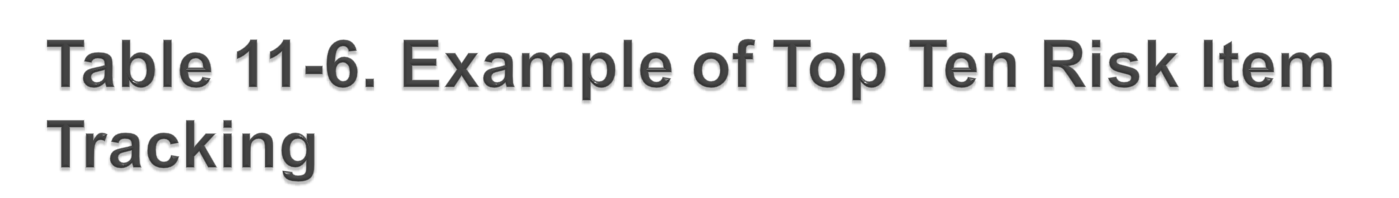 Table 11-6. Example of Top Ten Risk Item
Tracking